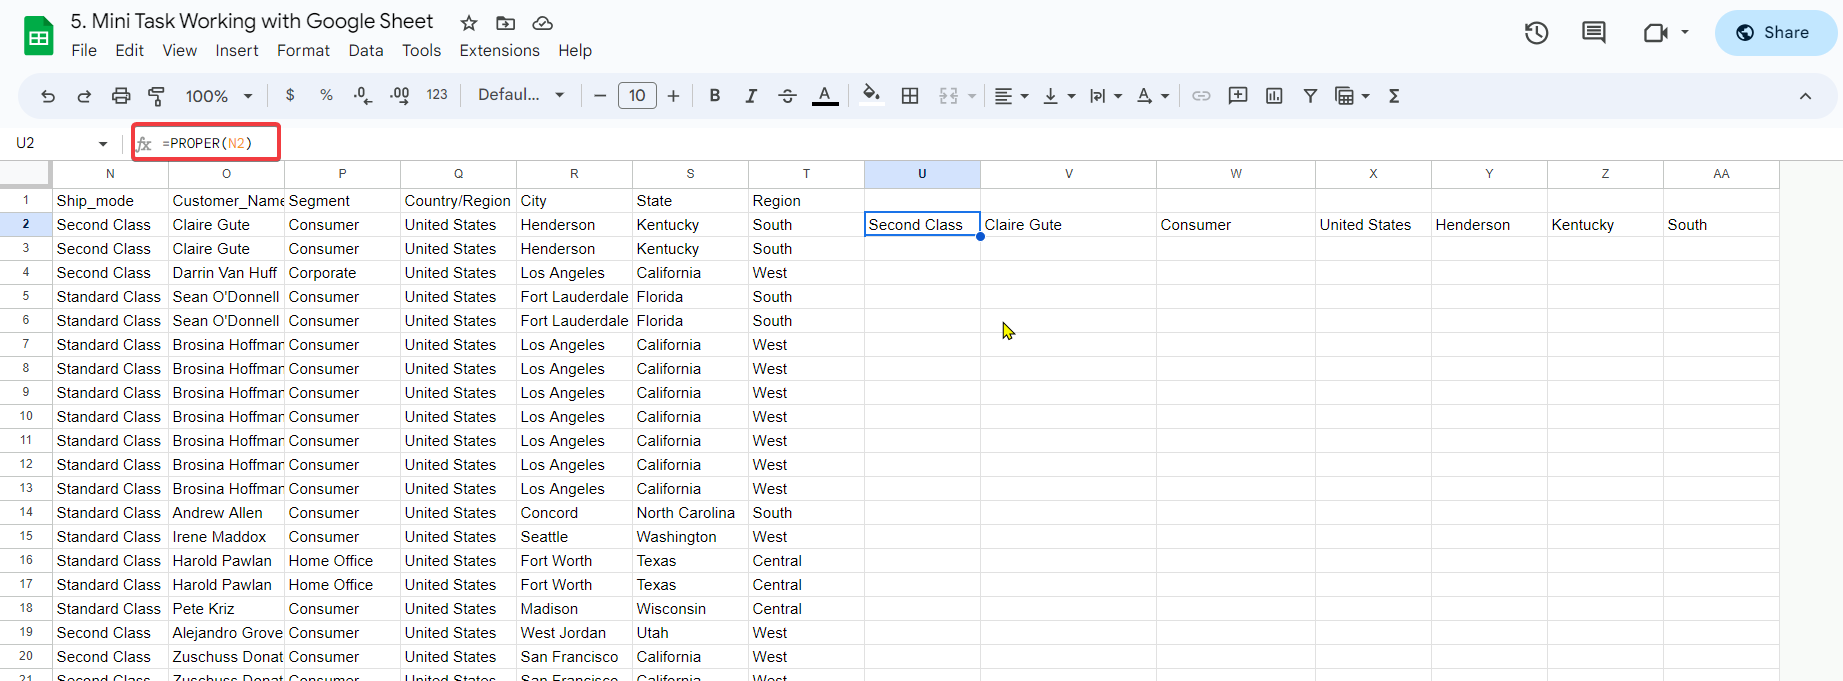 5. Mini Task Working with Google Sheet
File Edit View Insert Format Data Tools Extensions Help
Share
100% $ % .0 .00 123 Defaul... − 10 + B I A A Σ
U2 fx =PROPER(N2)
N O P Q R S T U V W X Y Z AA
1 Ship_mode Customer_Name Segment Country/Region City State Region
2 Second Class Claire Gute Consumer United States Henderson Kentucky South Second Class Claire Gute Consumer United States Henderson Kentucky South
3 Second Class Claire Gute Consumer United States Henderson Kentucky South
4 Second Class Darrin Van Huff Corporate United States Los Angeles California West
5 Standard Class Sean O'Donnell Consumer United States Fort Lauderdale Florida South
6 Standard Class Sean O'Donnell Consumer United States Fort Lauderdale Florida South
7 Standard Class Brosina Hoffman Consumer United States Los Angeles California West
8 Standard Class Brosina Hoffman Consumer United States Los Angeles California West
9 Standard Class Brosina Hoffman Consumer United States Los Angeles California West
10 Standard Class Brosina Hoffman Consumer United States Los Angeles California West
11 Standard Class Brosina Hoffman Consumer United States Los Angeles California West
12 Standard Class Brosina Hoffman Consumer United States Los Angeles California West
13 Standard Class Brosina Hoffman Consumer United States Los Angeles California West
14 Standard Class Andrew Allen Consumer United States Concord North Carolina South
15 Standard Class Irene Maddox Consumer United States Seattle Washington West
16 Standard Class Harold Pawlan Home Office United States Fort Worth Texas Central
17 Standard Class Harold Pawlan Home Office United States Fort Worth Texas Central
18 Standard Class Pete Kriz Consumer United States Madison Wisconsin Central
19 Second Class Alejandro Grove Consumer United States West Jordan Utah West
20 Second Class Zuschuss Donat Consumer United States San Francisco California West
21 Second Class Zuschuss Donat Consumer United States San Francisco California West